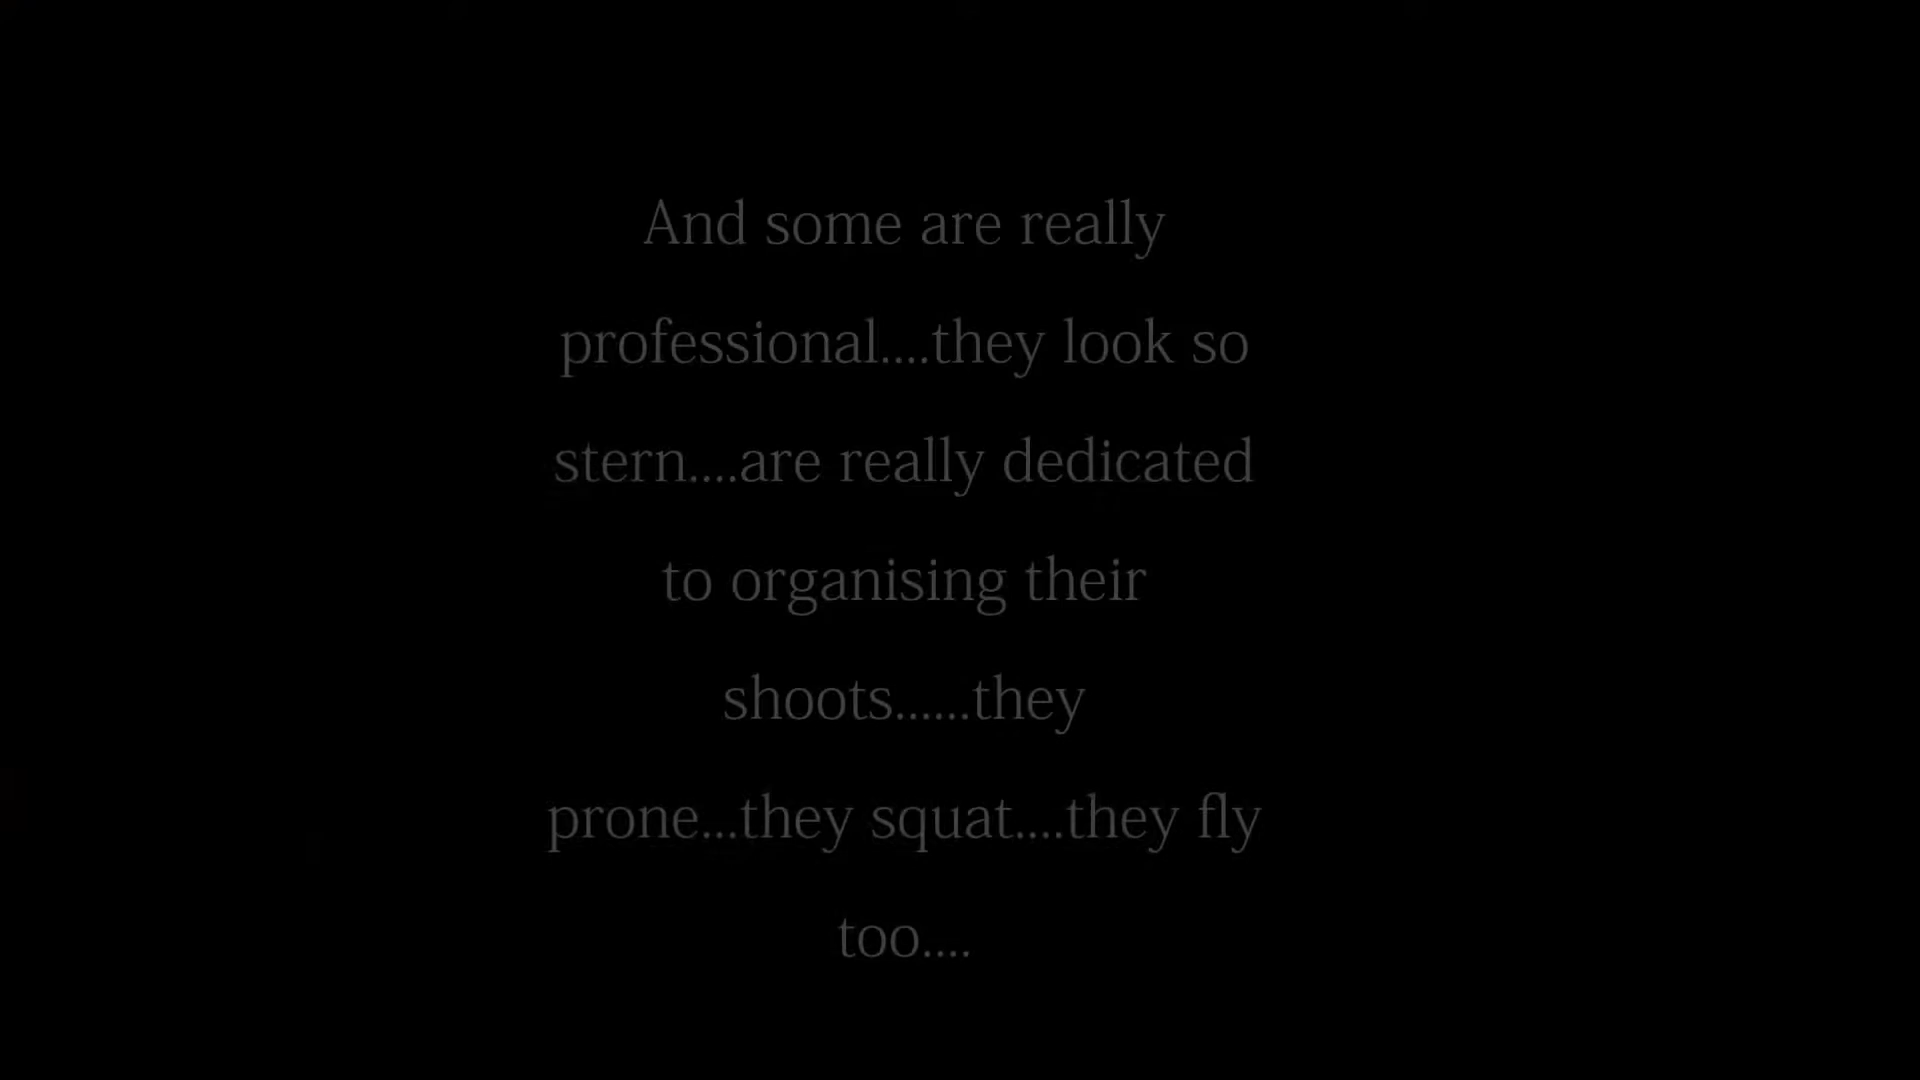 And some are really
professional....they look so
stern....are really dedicated
to organising their
shoots......they
prone...they squat....they fly
too....